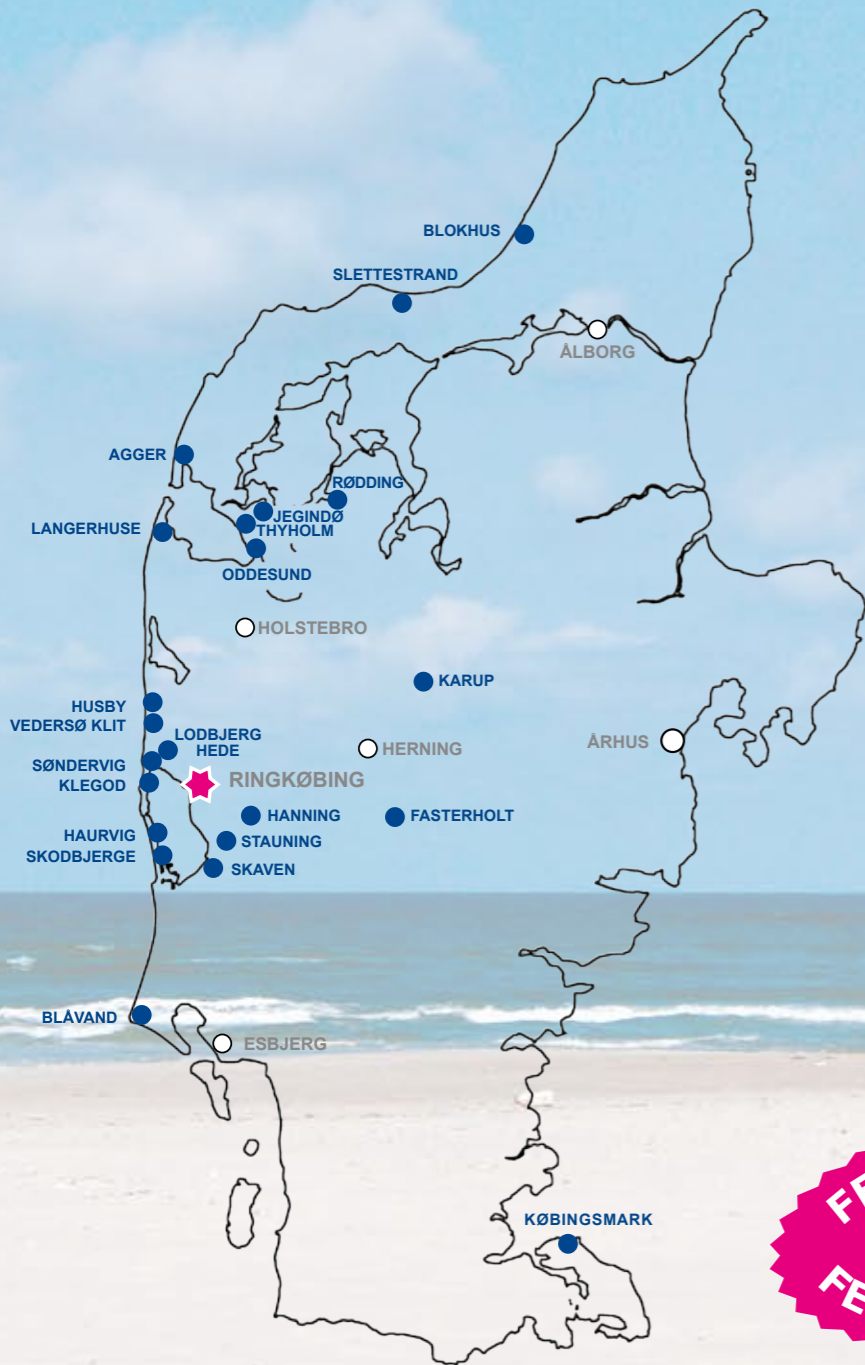 BLOKHUS
SLETTESTRAND
ÅLBORG
AGGER
RØDDING
JEGINDØ
LANGERHUSE
THYHOLM
ODDESUND
HOLSTEBRO
KARUP
HUSBY
VEDERSØ KLIT
LODBJERG
HEDE
HERNING
ÅRHUS
SØNDERVIG
KLEGOD
RINGKØBING
HANNING
FASTERHOLT
HAURVIG
STAUNING
SKODBJERGE
SKAVEN
BLÅVAND
ESBJERG
KØBINGSMARK